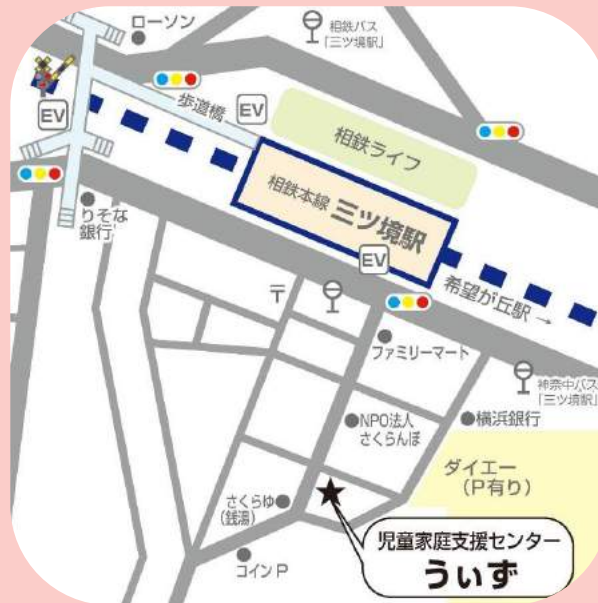 ローソン
相鉄バス
「三ツ境駅」
EV
歩道橋
EV
相鉄ライフ
相鉄本線 三ツ境駅
りそな
銀行
EV
希望が丘駅→
〒
ファミリーマート
神奈中バス
「三ツ境駅」
NPO法人
さくらんぼ
横浜銀行
ダイエー
(P有り)
さくらゆ
(銭湯)
コインP
児童家庭支援センター
うぃず